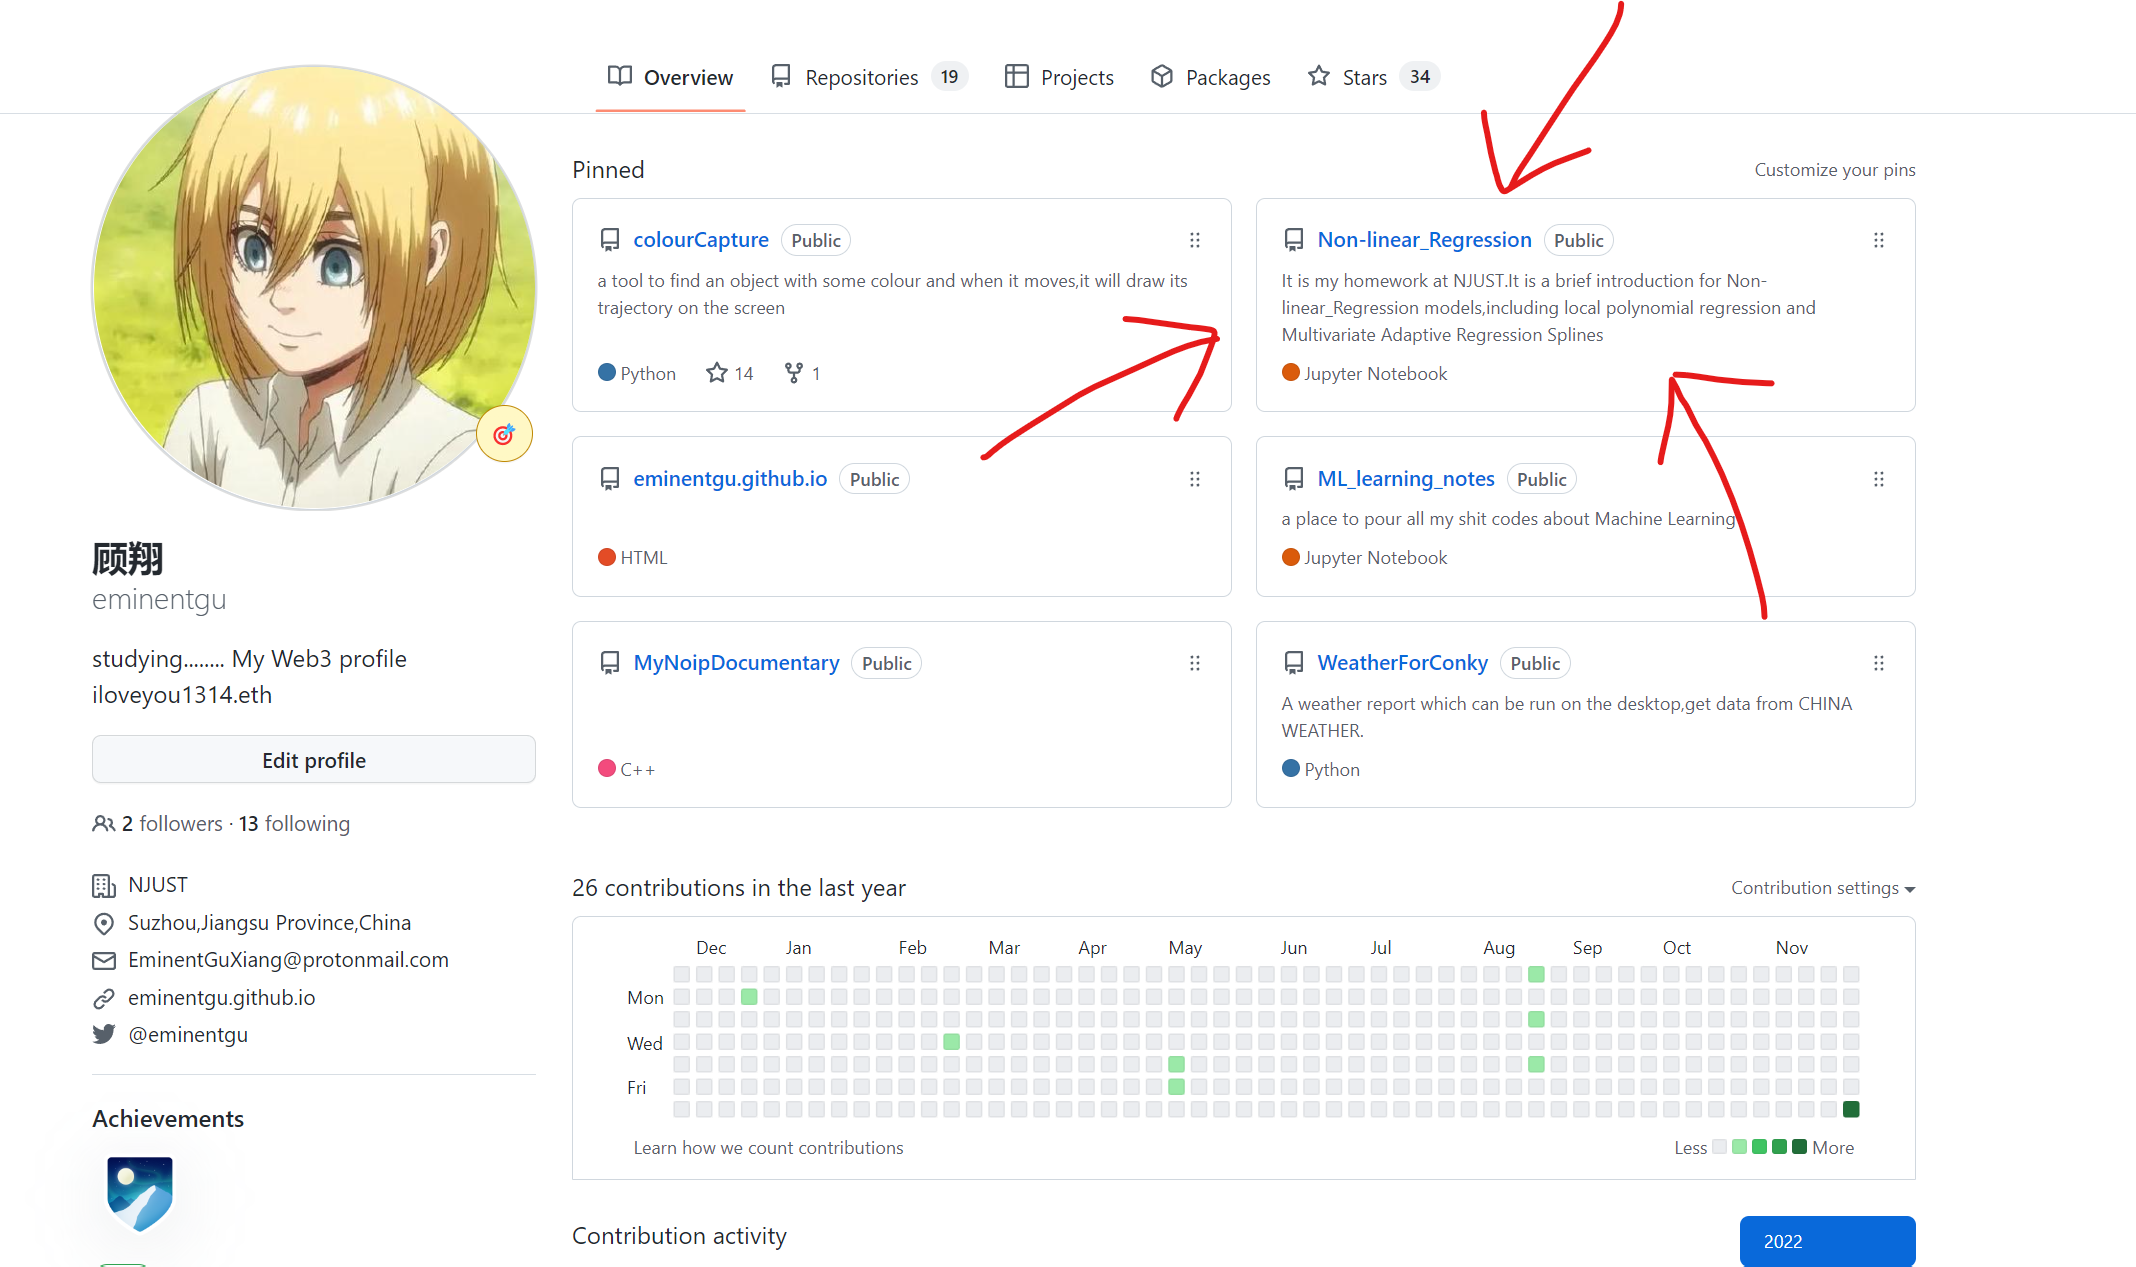 Overview Repositories 19 Projects Packages Stars 34
顾翔
eminentgu
studying........ My Web3 profile
iloveyou1314.eth
Edit profile
2 followers · 13 following
NJUST
Suzhou,Jiangsu Province,China
EminentGuXiang@protonmail.com
eminentgu.github.io
@eminentgu
Achievements
Pinned
Customize your pins
colourCapture Public
a tool to find an object with some colour and when it moves,it will draw its
trajectory on the screen
Python 14 1
Non-linear_Regression Public
It is my homework at NJUST.It is a brief introduction for Non-
linear_Regression models,including local polynomial regression and
Multivariate Adaptive Regression Splines
Jupyter Notebook
eminentgu.github.io Public
HTML
ML_learning_notes Public
a place to pour all my shit codes about Machine Learning
Jupyter Notebook
MyNoipDocumentary Public
C++
WeatherForConky Public
A weather report which can be run on the desktop,get data from CHINA
WEATHER.
Python
26 contributions in the last year
Contribution settings
Dec Jan Feb Mar Apr May Jun Jul Aug Sep Oct Nov
Mon
Wed
Fri
Learn how we count contributions
Less More
Contribution activity
2022